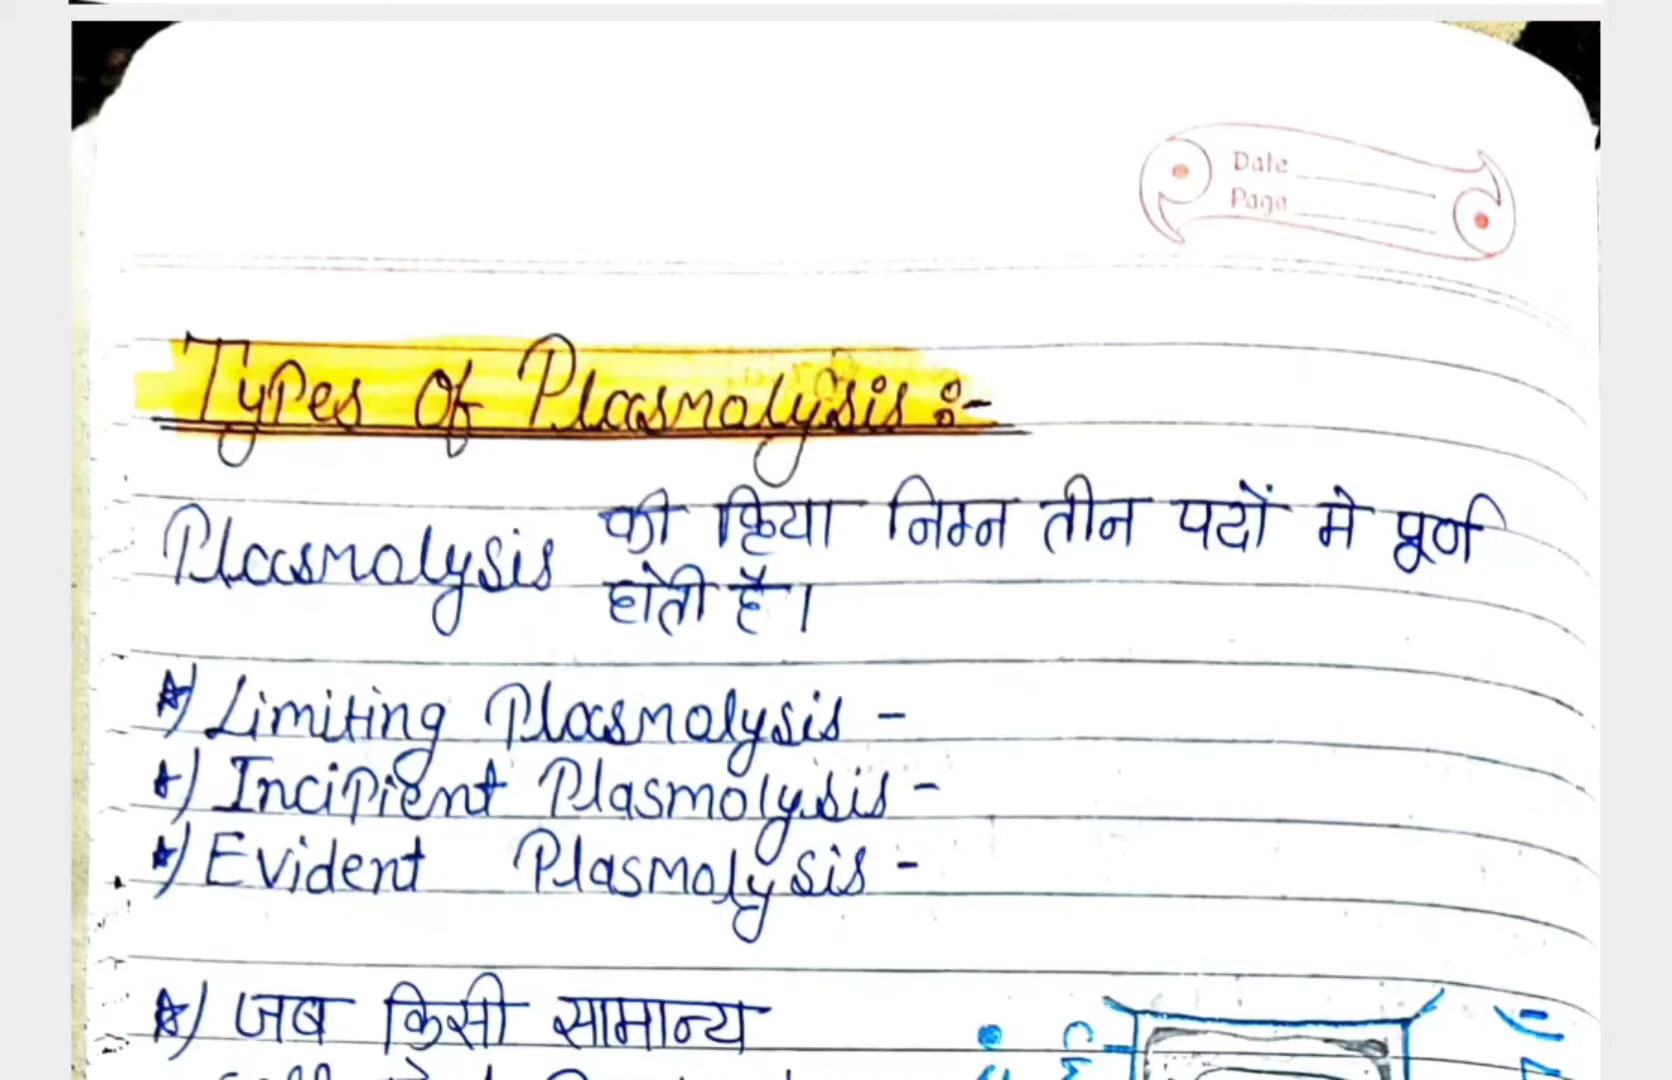 Date
Page
Types Of Plasmolysis :-
Plasmolysis की क्रिया निम्न तीन पदों मे पूर्ण
होती है।
*) Limiting Plasmolysis -
*) Incipient Plasmolysis -
*) Evident Plasmolysis -
*) जब किसी सामान्य